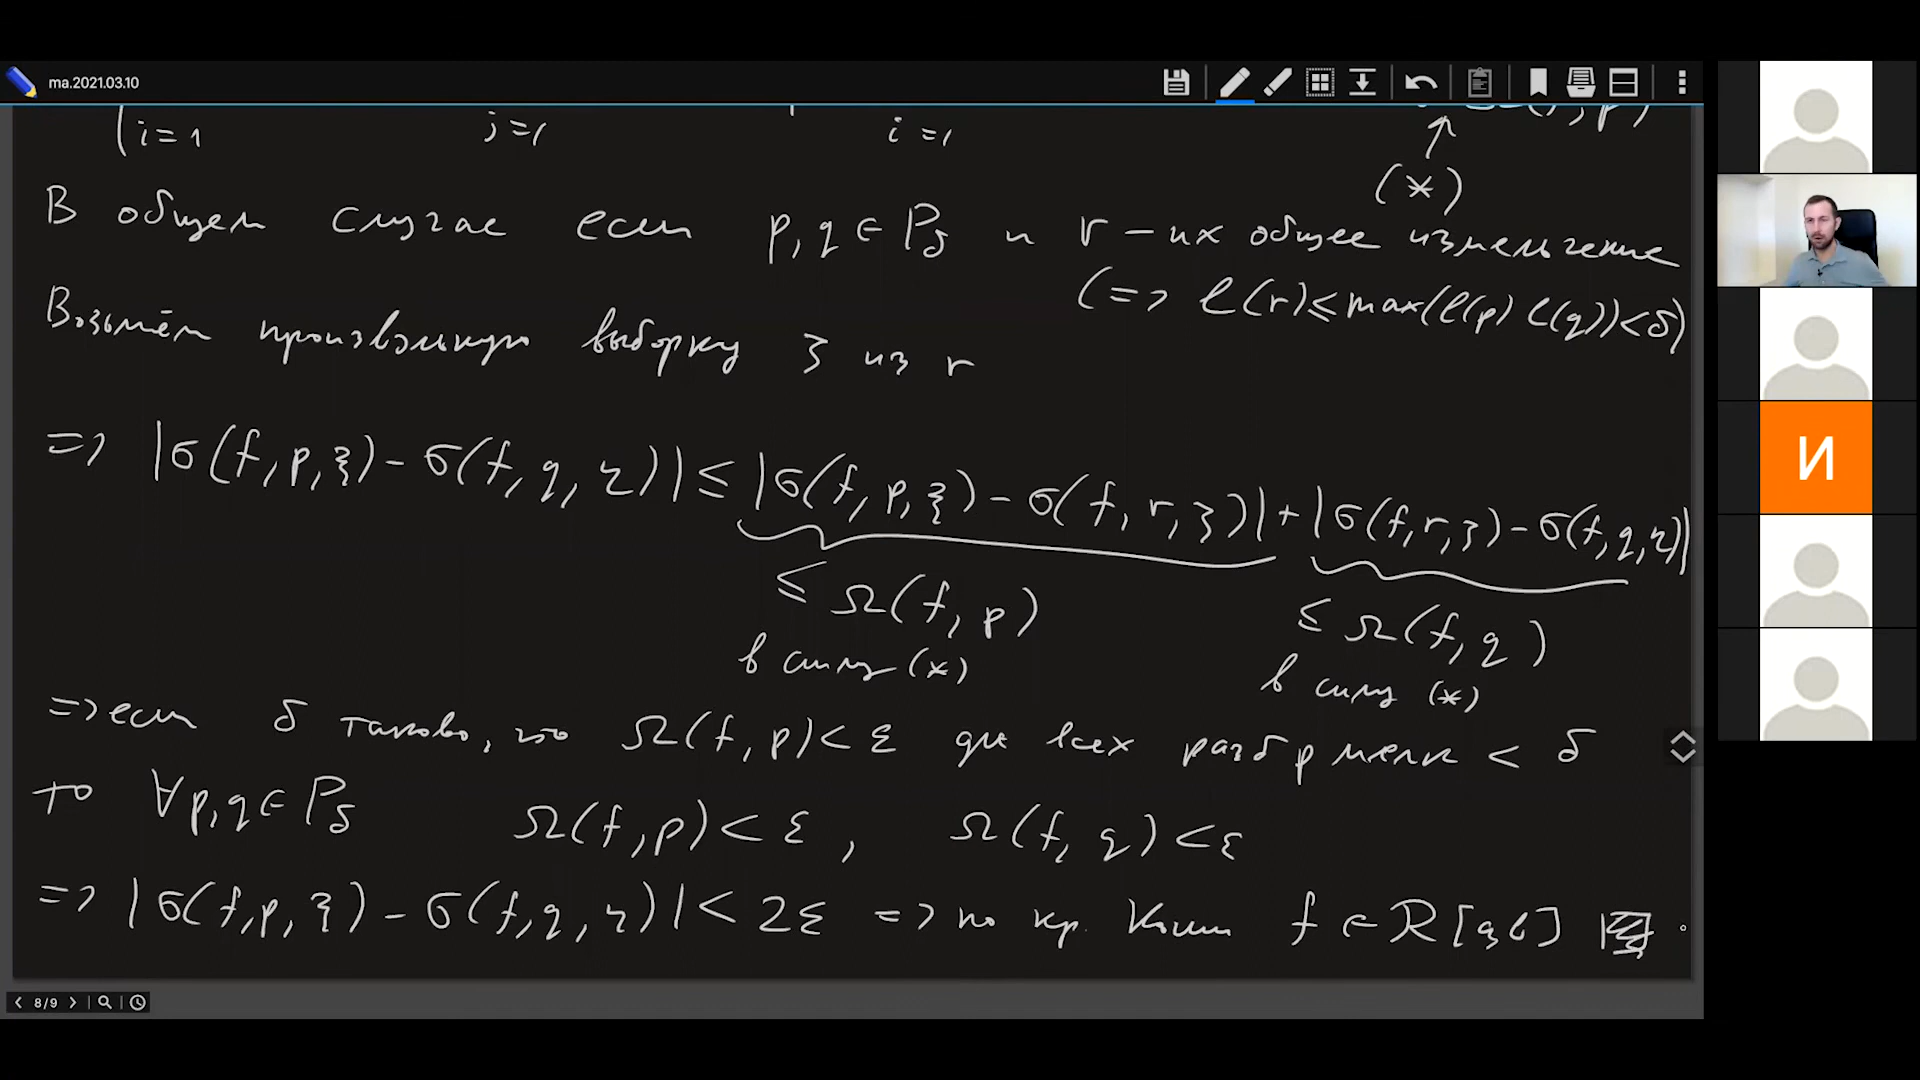 ma.2021.03.10
i=1 j=1 i=1
(*)
В общем случае если p, q ∈ P_δ и r – их общее измельчение
(=> l(r) ≤ max(l(p) l(q)) < δ)
Возьмём произвольную выборку ζ из r
=> |σ(f, p, ξ) - σ(f, q, η)| ≤ |σ(f, p, ξ) - σ(f, r, ζ)| + |σ(f, r, ζ) - σ(f, q, η)|
≤ Ω(f, p) ≤ Ω(f, q)
в силу (*) в силу (*)
=> если δ таково, что Ω(f, p) < ε для всех разб p мелк < δ
то ∀p, q ∈ P_δ Ω(f, p) < ε, Ω(f, q) < ε
=> |σ(f, p, ξ) - σ(f, q, η)| < 2ε => по кр. Коши f ∈ R[a, b]
8/9
И